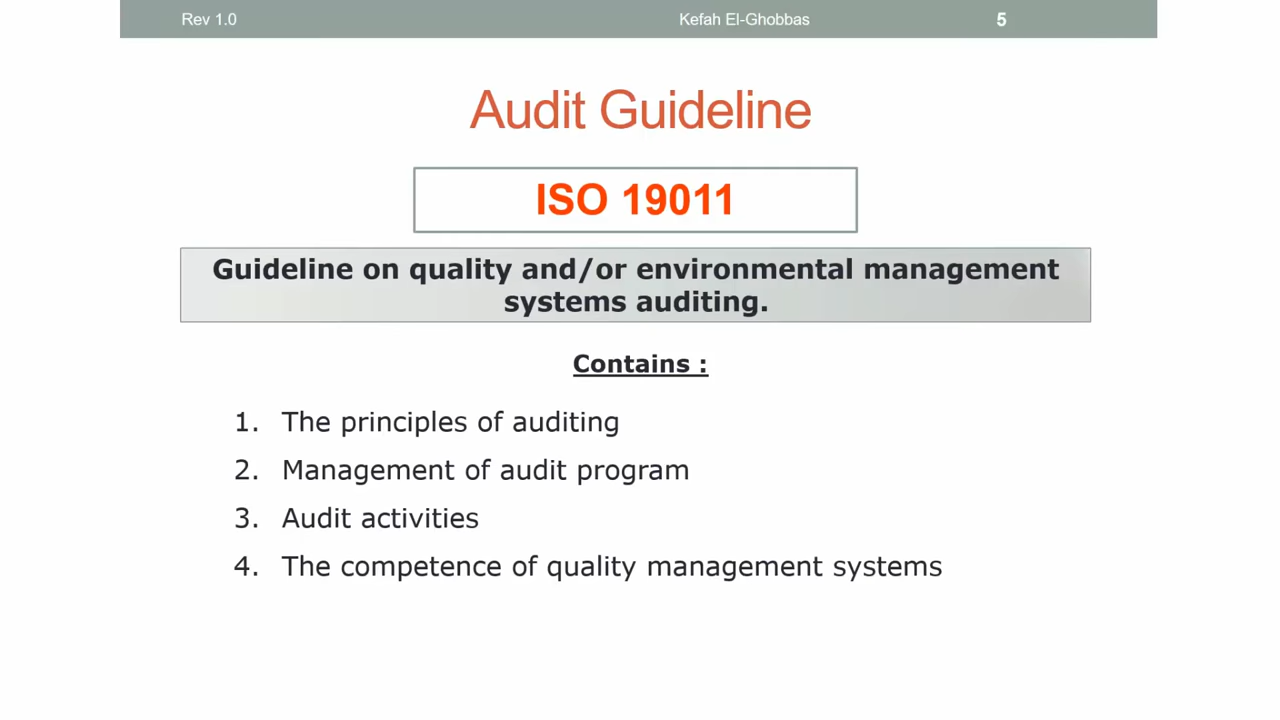 Rev 1.0 Kefah El-Ghobbas 5
Audit Guideline
ISO 19011
Guideline on quality and/or environmental management
systems auditing.
Contains :
1. The principles of auditing
2. Management of audit program
3. Audit activities
4. The competence of quality management systems